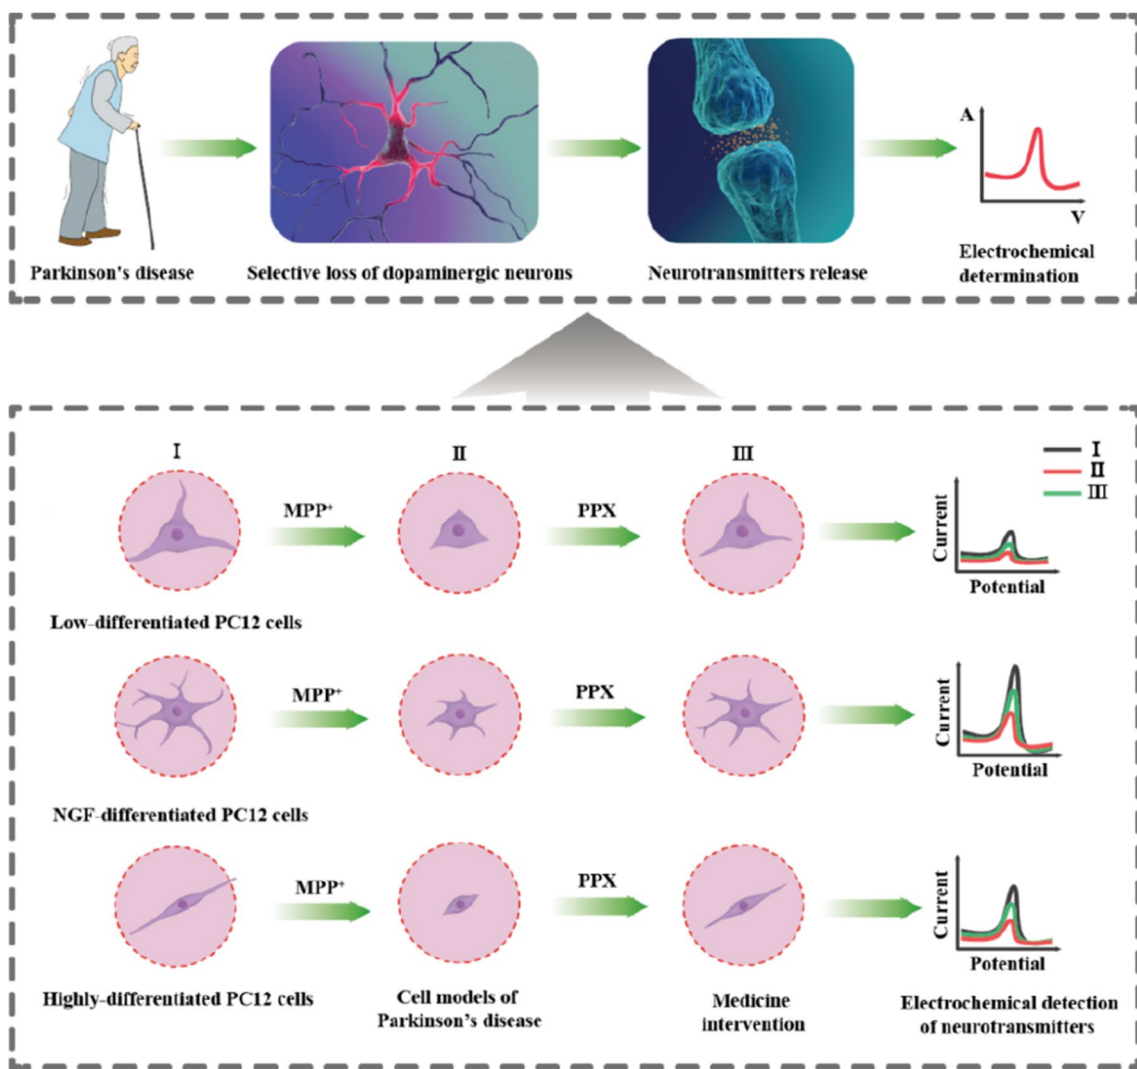 A
V
Parkinson's disease
Selective loss of dopaminergic neurons
Neurotransmitters release
Electrochemical
determination
I
II
III
I
II
III
MPP⁺
PPX
Current
Potential
Low-differentiated PC12 cells
MPP⁺
PPX
Current
Potential
NGF-differentiated PC12 cells
MPP⁺
PPX
Current
Potential
Highly-differentiated PC12 cells
Cell models of
Parkinson’s disease
Medicine
intervention
Electrochemical detection
of neurotransmitters